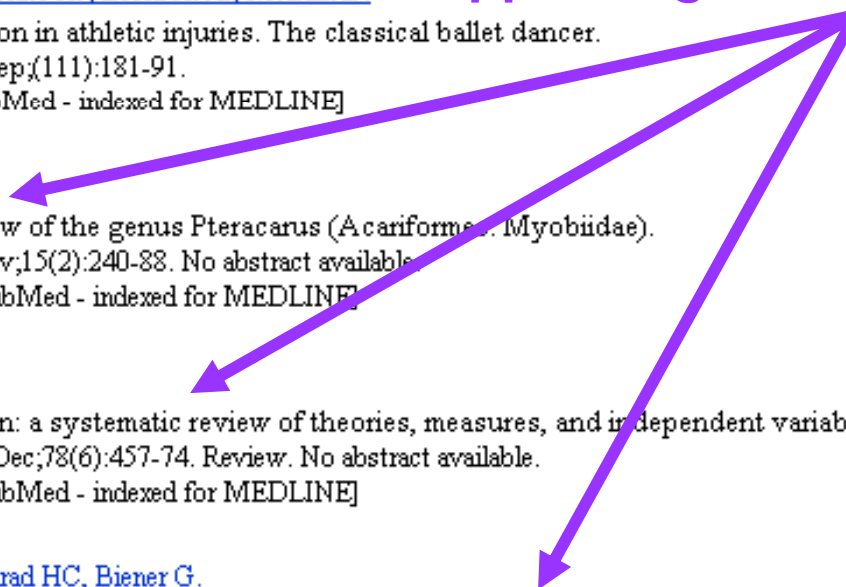 on in athletic injuries. The classical ballet dancer.
ep;(111):181-91.
Med - indexed for MEDLINE]
w of the genus Pteracarus (Acariformes: Myobiidae).
v;15(2):240-88. No abstract available.
bMed - indexed for MEDLINE]
n: a systematic review of theories, measures, and independent variab
Dec;78(6):457-74. Review. No abstract available.
ibMed - indexed for MEDLINE]
rad HC, Biener G.